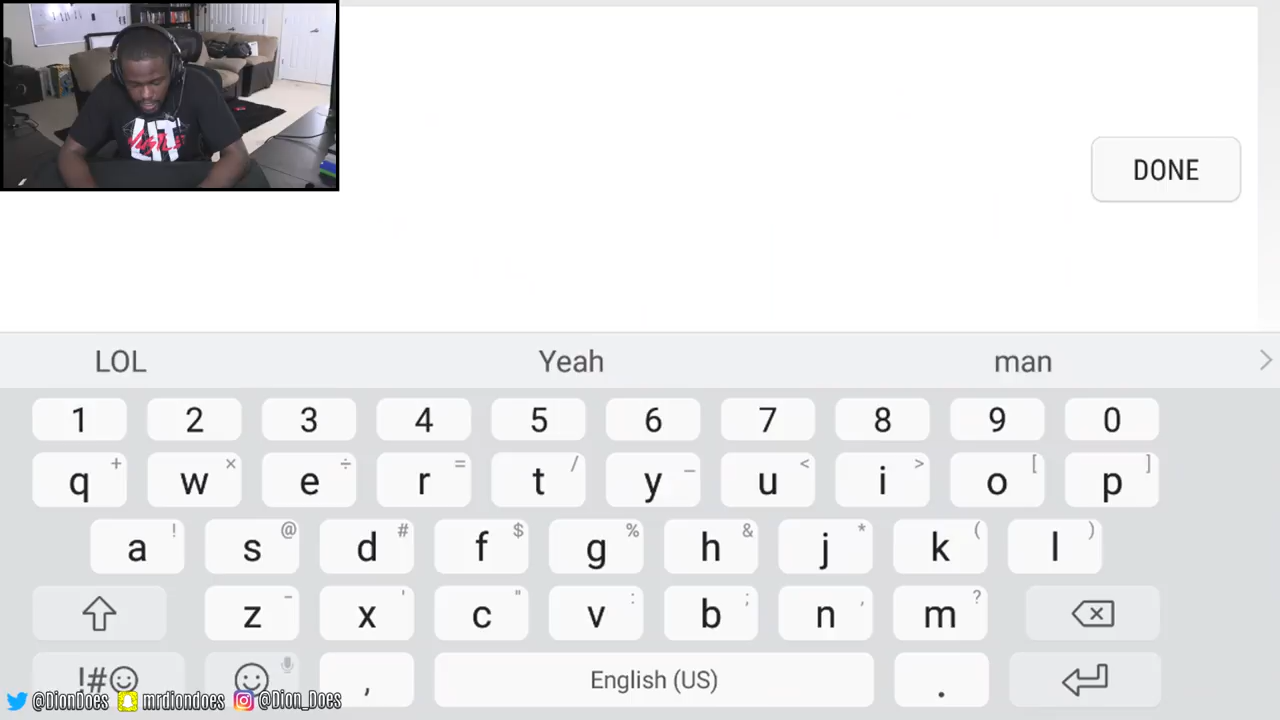 LIT
DONE
LOL Yeah man >
1 2 3 4 5 6 7 8 9 0
q + w × e ÷ r = t / y _ u < i > o [ p ]
a ! s @ d # f $ g % h & j * k ( l )
z - x ' c " v : b ; n , m ?
!#☺ , English (US) .
@DionDoes mrdiondoes @Dion_Does